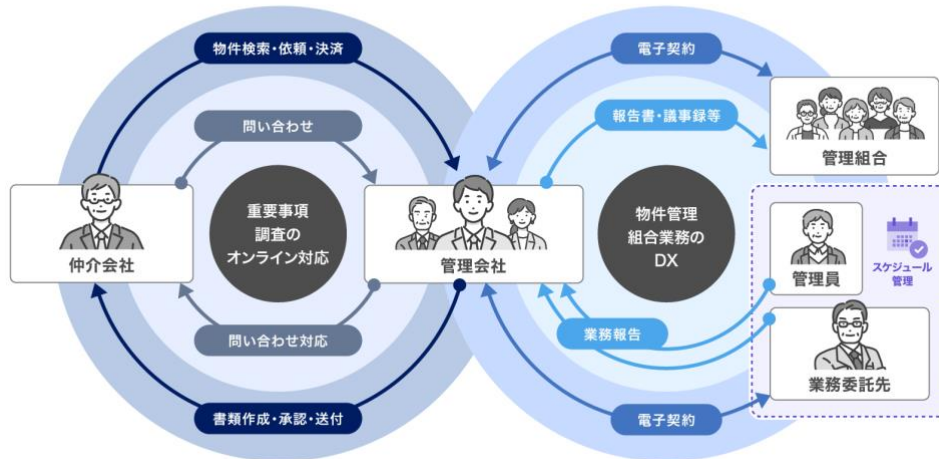 物件検索・依頼・決済
問い合わせ
重要事項
調査の
オンライン対応
仲介会社
管理会社
問い合わせ対応
書類作成・承認・送付
電子契約
報告書・議事録等
管理組合
物件管理
組合業務の
DX
管理員
スケジュール
管理
業務報告
業務委託先
電子契約